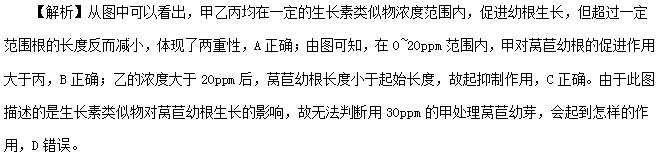 【解析】从图中可以看出，甲乙丙均在一定的生长素类似物浓度范围内，促进幼根生长，但超过一定
范围根的长度反而减小，体现了两重性，A 正确；由图可知，在 0~20ppm 范围内，甲对莴苣幼根的促进作用
大于丙，B 正确；乙的浓度大于 20ppm 后，莴苣幼根长度小于起始长度，故起抑制作用，C 正确。由于此图
描述的是生长素类似物对莴苣幼根生长的影响，故无法判断用 30ppm 的甲处理莴苣幼芽，会起到怎样的作
用，D 错误。